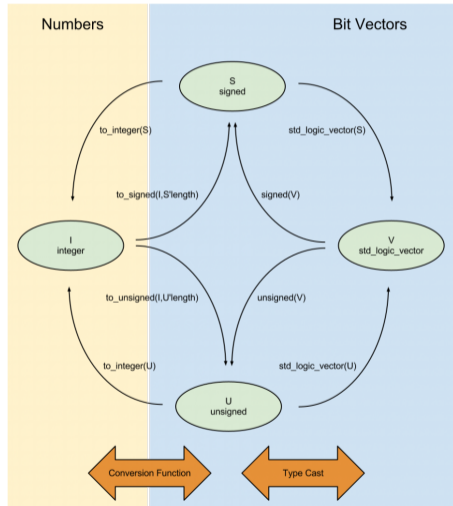 Numbers
Bit Vectors
S
signed
to_integer(S)
std_logic_vector(S)
to_signed(I,S'length)
signed(V)
I
integer
V
std_logic_vector
to_unsigned(I,U'length)
unsigned(V)
to_integer(U)
std_logic_vector(U)
U
unsigned
Conversion Function
Type Cast